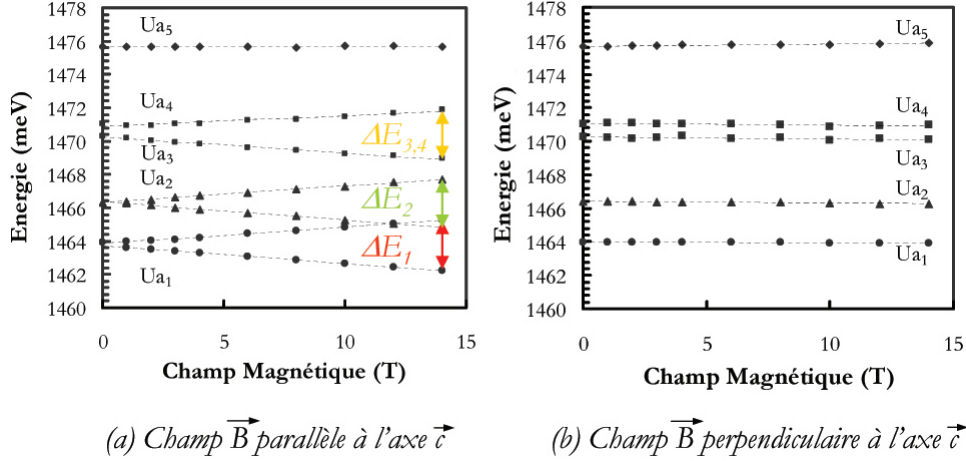 1478
1476
1474
1472
1470
1468
1466
1464
1462
1460
Energie (meV)
Ua5
Ua4
Ua3
Ua2
Ua1
ΔE3,4
ΔE2
ΔE1
0 5 10 15
Champ Magnétique (T)
(a) Champ B parallèle à l'axe c
1478
1476
1474
1472
1470
1468
1466
1464
1462
1460
Energie (meV)
Ua5
Ua4
Ua3
Ua2
Ua1
0 5 10 15
Champ Magnétique (T)
(b) Champ B perpendiculaire à l'axe c